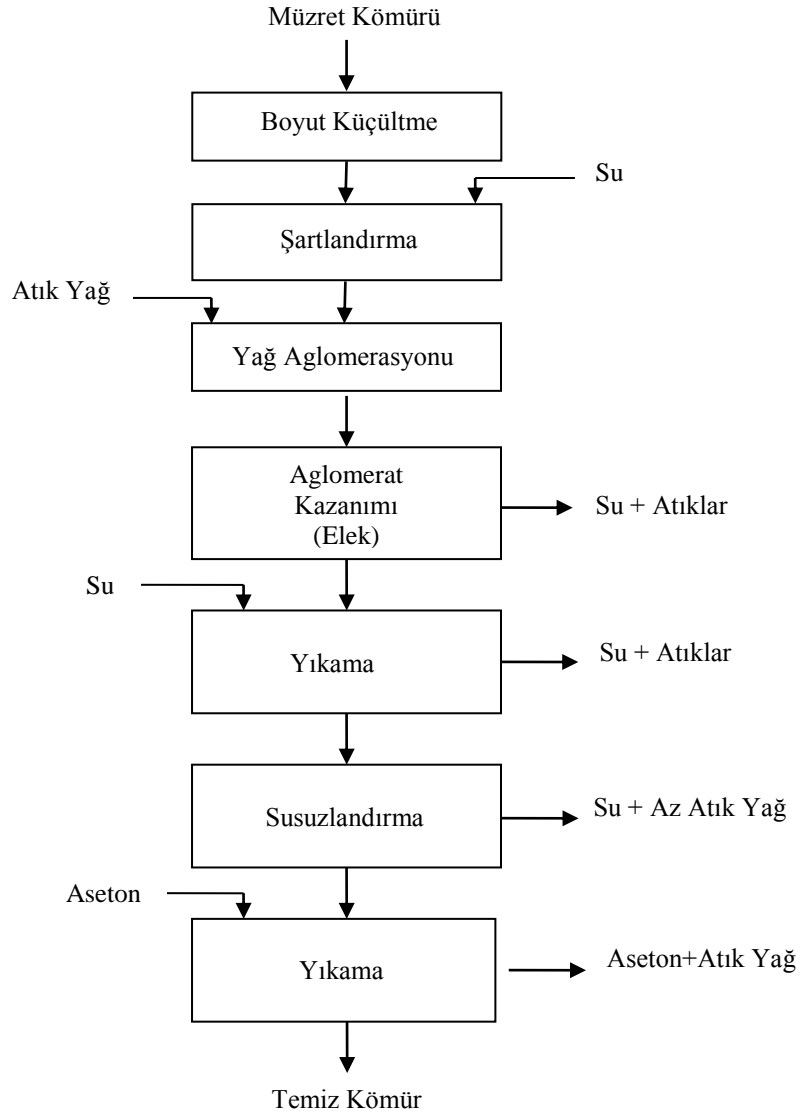 Müzret Kömürü
Boyut Küçültme
Su
Şartlandırma
Atık Yağ
Yağ Aglomerasyonu
Aglomerat
Kazanımı
(Elek)
Su + Atıklar
Su
Yıkama
Su + Atıklar
Susuzlandırma
Su + Az Atık Yağ
Aseton
Yıkama
Aseton+Atık Yağ
Temiz Kömür